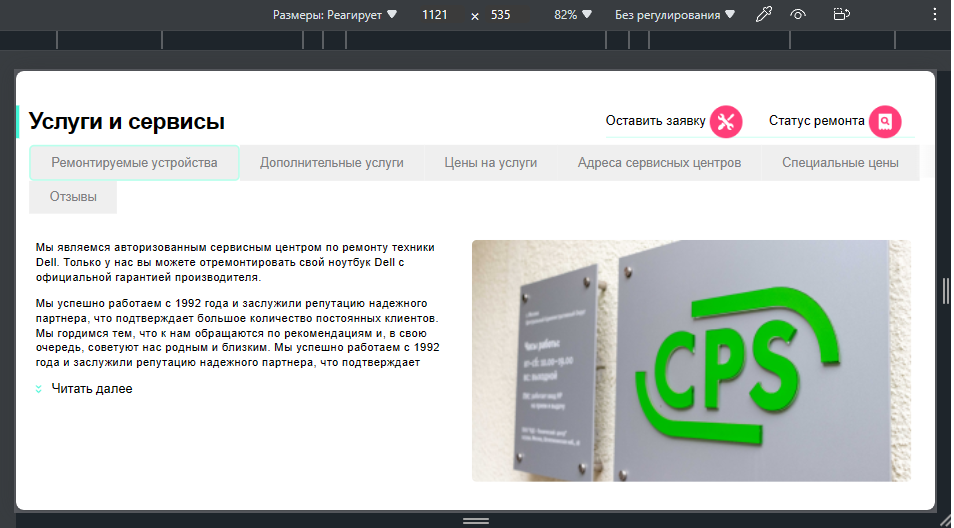 Размеры: Реагирует 1121 × 535 82% Без регулирования
Услуги и сервисы
Оставить заявку
Статус ремонта
Ремонтируемые устройства
Дополнительные услуги
Цены на услуги
Адреса сервисных центров
Специальные цены
Отзывы
Мы являемся авторизованным сервисным центром по ремонту техники
Dell. Только у нас вы можете отремонтировать свой ноутбук Dell с
официальной гарантией производителя.
Мы успешно работаем с 1992 года и заслужили репутацию надежного
партнера, что подтверждает большое количество постоянных клиентов.
Мы гордимся тем, что к нам обращаются по рекомендациям и, в свою
очередь, советуют нас родным и близким. Мы успешно работаем с 1992
года и заслужили репутацию надежного партнера, что подтверждает
Читать далее
Часы работы:
пт-сб: 10.00-19.00
вс: выходной
CPS